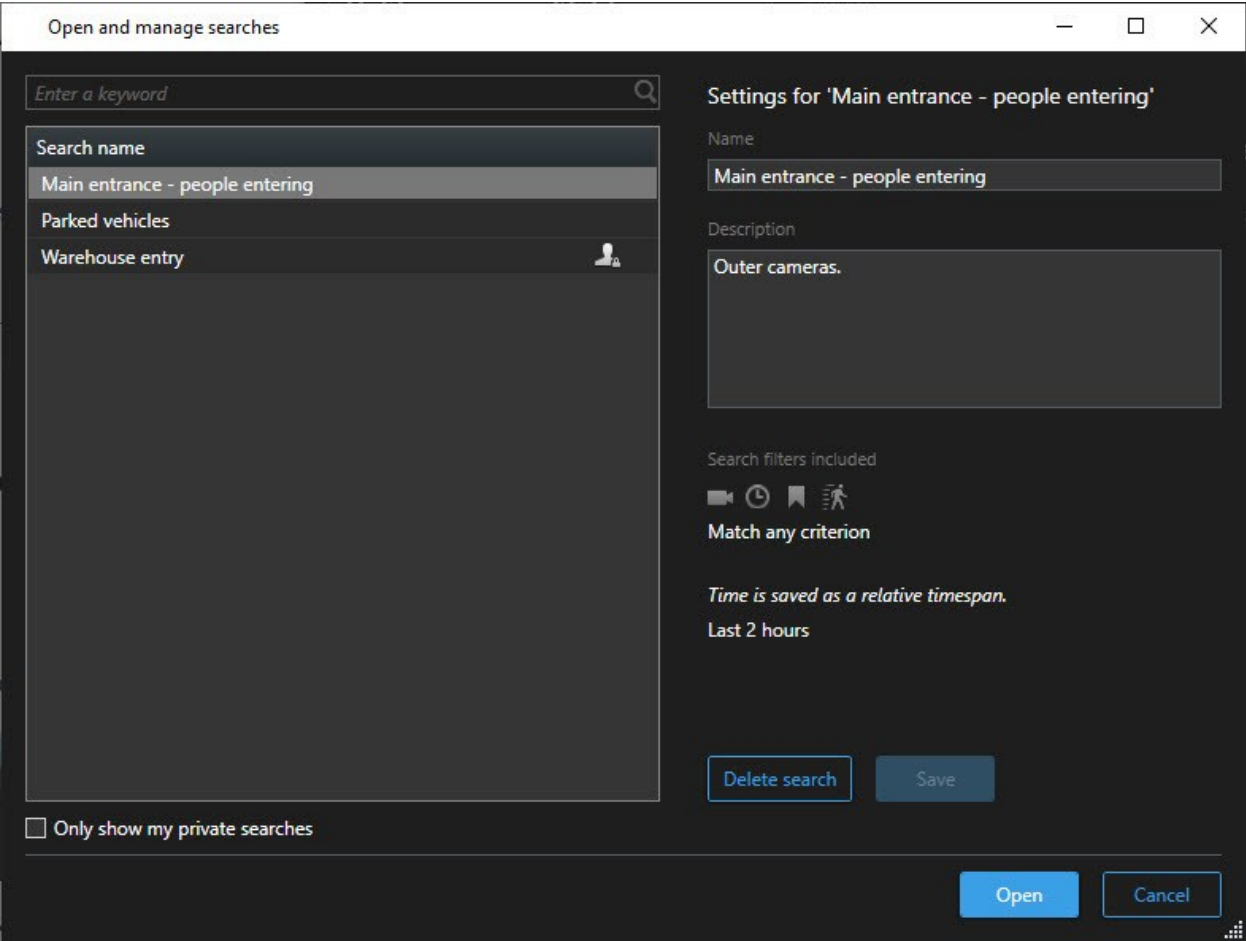 Open and manage searches
Enter a keyword
Search name
Main entrance - people entering
Parked vehicles
Warehouse entry
Only show my private searches
Settings for 'Main entrance - people entering'
Name
Main entrance - people entering
Description
Outer cameras.
Search filters included
Match any criterion
Time is saved as a relative timespan.
Last 2 hours
Delete search
Save
Open
Cancel